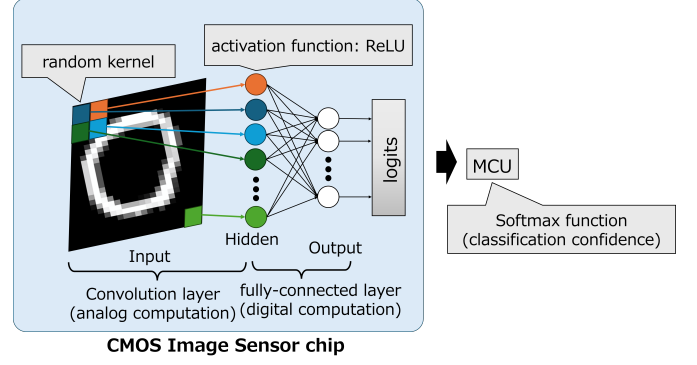 activation function: ReLU
random kernel
logits
MCU
Softmax function
(classification confidence)
Hidden
Output
Input
Convolution layer
(analog computation)
fully-connected layer
(digital computation)
CMOS Image Sensor chip